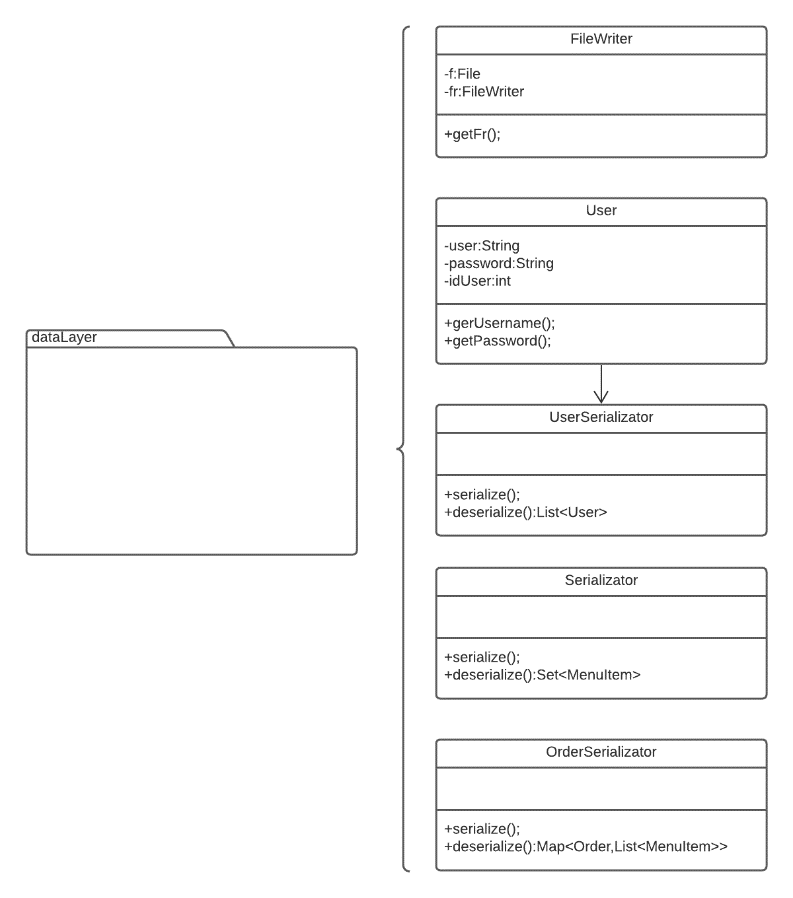 dataLayer
FileWriter
-f:File
-fr:FileWriter
+getFr();
User
-user:String
-password:String
-idUser:int
+gerUsername();
+getPassword();
UserSerializator
+serialize();
+deserialize():List<User>
Serializator
+serialize();
+deserialize():Set<MenuItem>
OrderSerializator
+serialize();
+deserialize():Map<Order,List<MenuItem>>